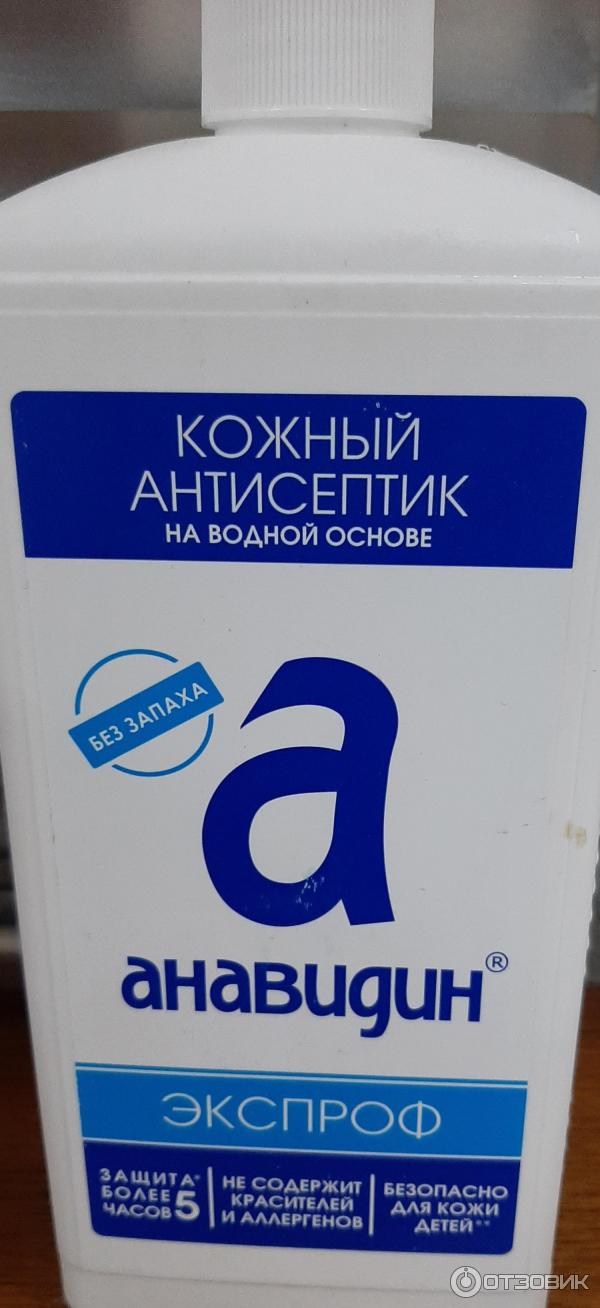 КОЖНЫЙ
АНТИСЕПТИК
НА ВОДНОЙ ОСНОВЕ
БЕЗ ЗАПАХА
а
анавидин®
ЭКСПРОФ
ЗАЩИТА*
БОЛЕЕ 5
ЧАСОВ
НЕ СОДЕРЖИТ
КРАСИТЕЛЕЙ
И АЛЛЕРГЕНОВ
БЕЗОПАСНО
ДЛЯ КОЖИ
ДЕТЕЙ**
ОТЗОВИК